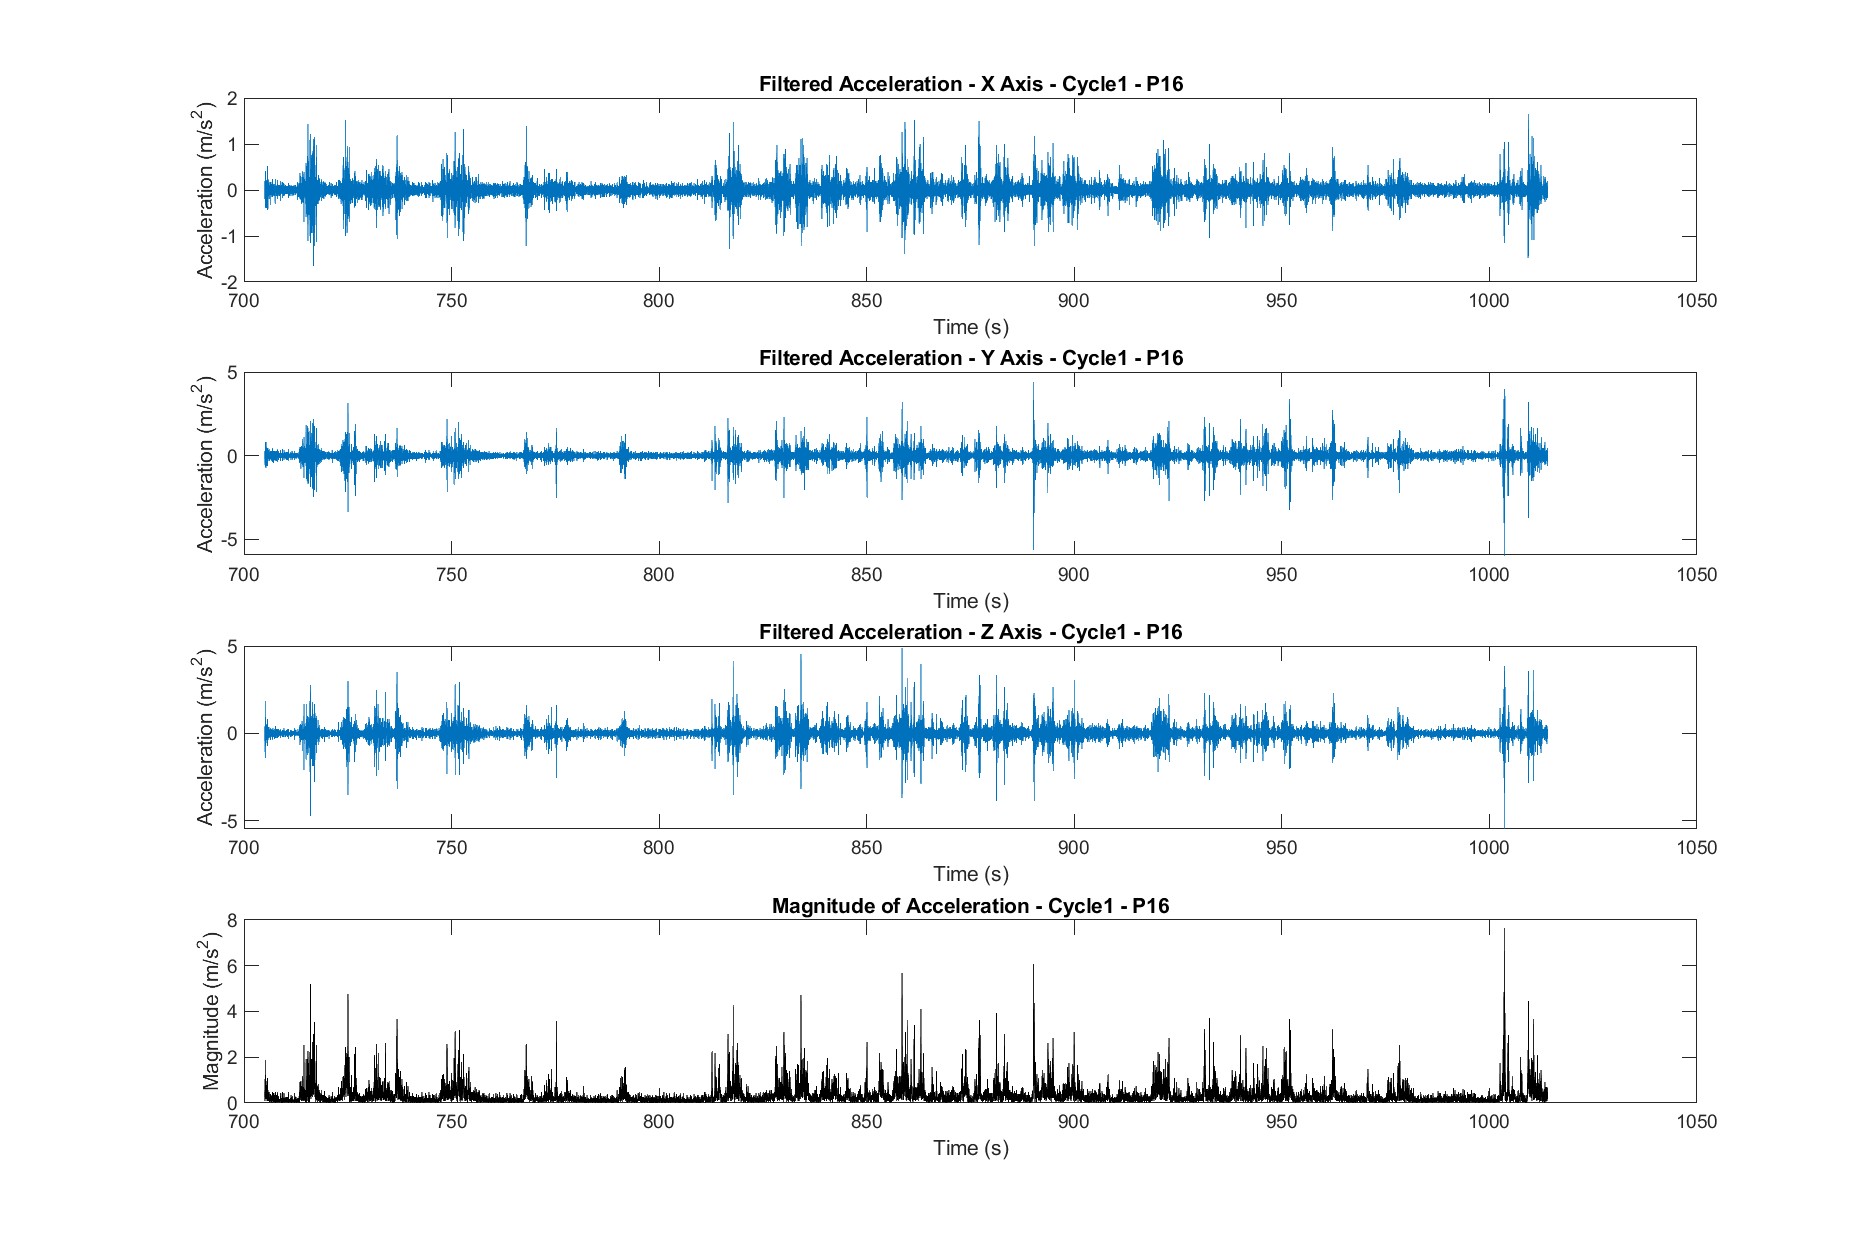 Filtered Acceleration - X Axis - Cycle1 - P16
Acceleration (m/s²)
2
1
0
-1
-2
700 750 800 850 900 950 1000 1050
Time (s)
Filtered Acceleration - Y Axis - Cycle1 - P16
Acceleration (m/s²)
5
0
-5
700 750 800 850 900 950 1000 1050
Time (s)
Filtered Acceleration - Z Axis - Cycle1 - P16
Acceleration (m/s²)
5
0
-5
700 750 800 850 900 950 1000 1050
Time (s)
Magnitude of Acceleration - Cycle1 - P16
Magnitude (m/s²)
8
6
4
2
0
700 750 800 850 900 950 1000 1050
Time (s)